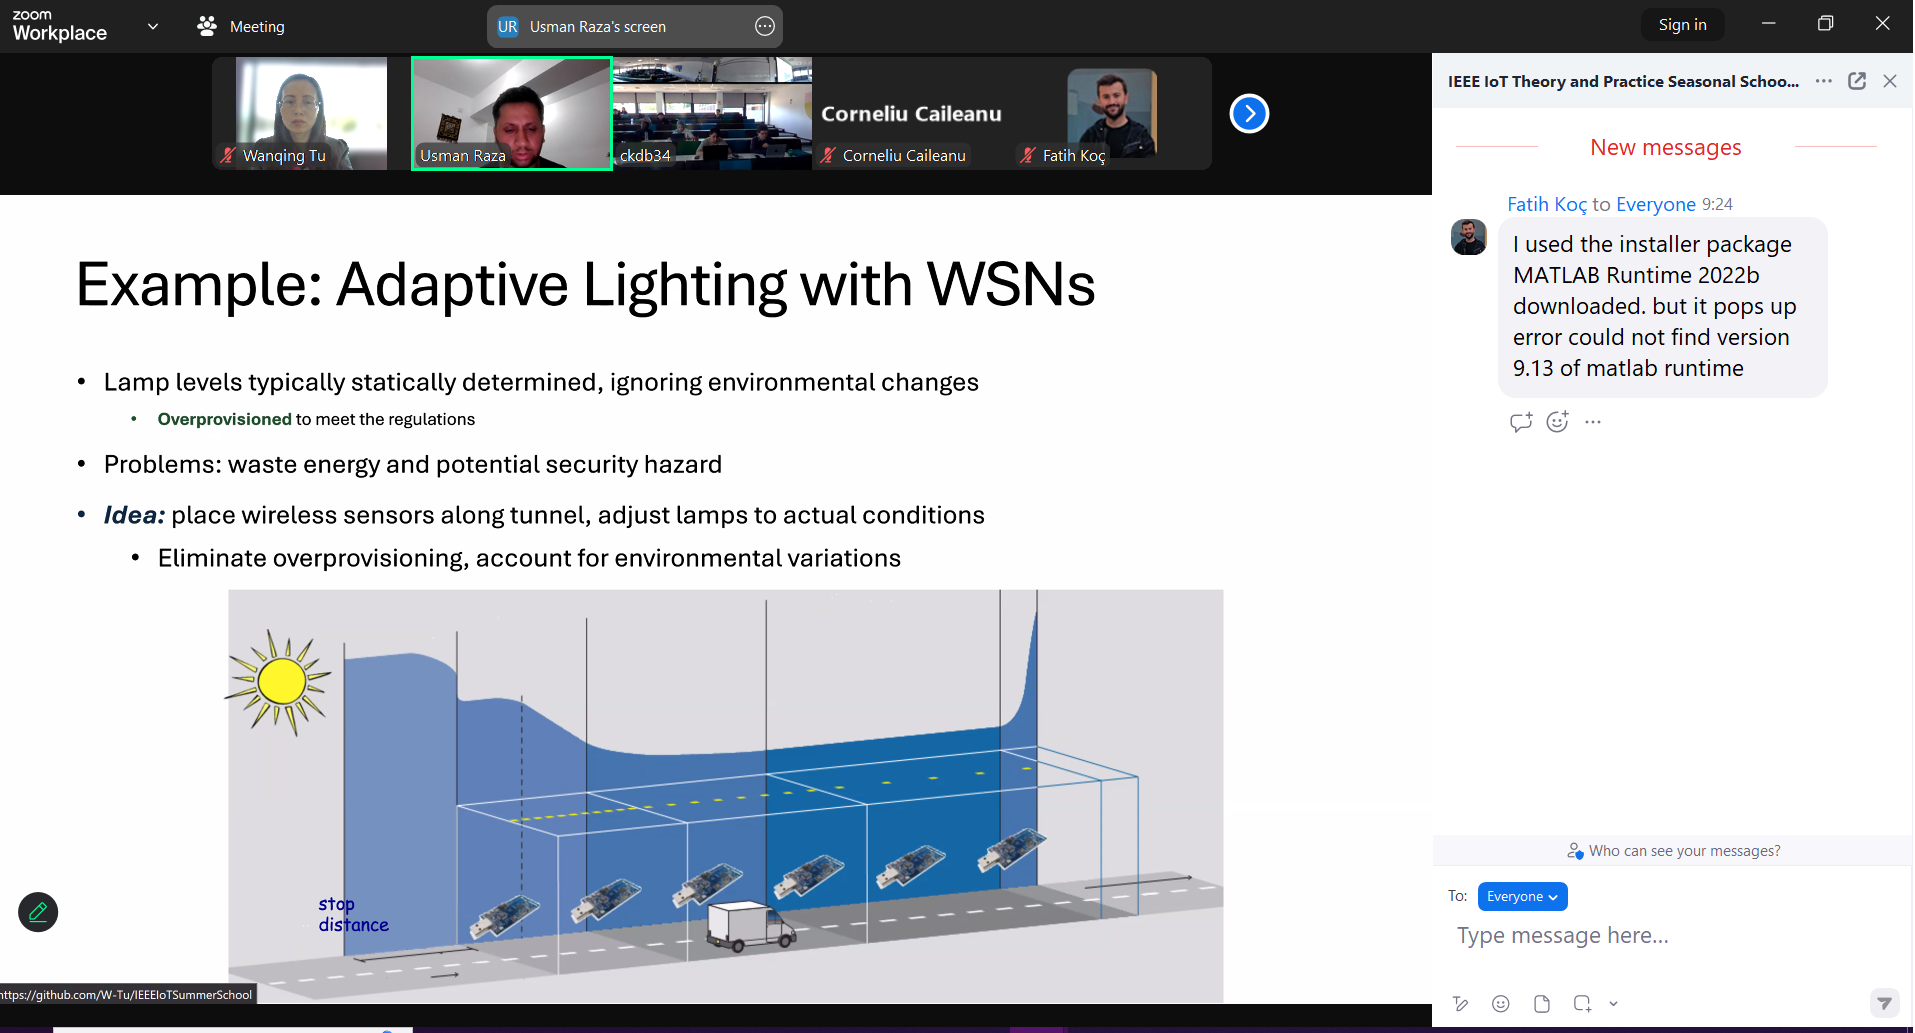 zoom
Workplace
Meeting
UR Usman Raza's screen
Sign in
Wanqing Tu
Usman Raza
ckdb34
Corneliu Caileanu
Corneliu Caileanu
Fatih Koç
IEEE IoT Theory and Practice Seasonal Schoo...
New messages
Fatih Koç to Everyone 9:24
I used the installer package
MATLAB Runtime 2022b
downloaded. but it pops up
error could not find version
9.13 of matlab runtime
Example: Adaptive Lighting with WSNs
• Lamp levels typically statically determined, ignoring environmental changes
• Overprovisioned to meet the regulations
• Problems: waste energy and potential security hazard
• Idea: place wireless sensors along tunnel, adjust lamps to actual conditions
• Eliminate overprovisioning, account for environmental variations
stop
distance
https://github.com/W-Tu/IEEEIoTSummerSchool
Who can see your messages?
To: Everyone
Type message here...